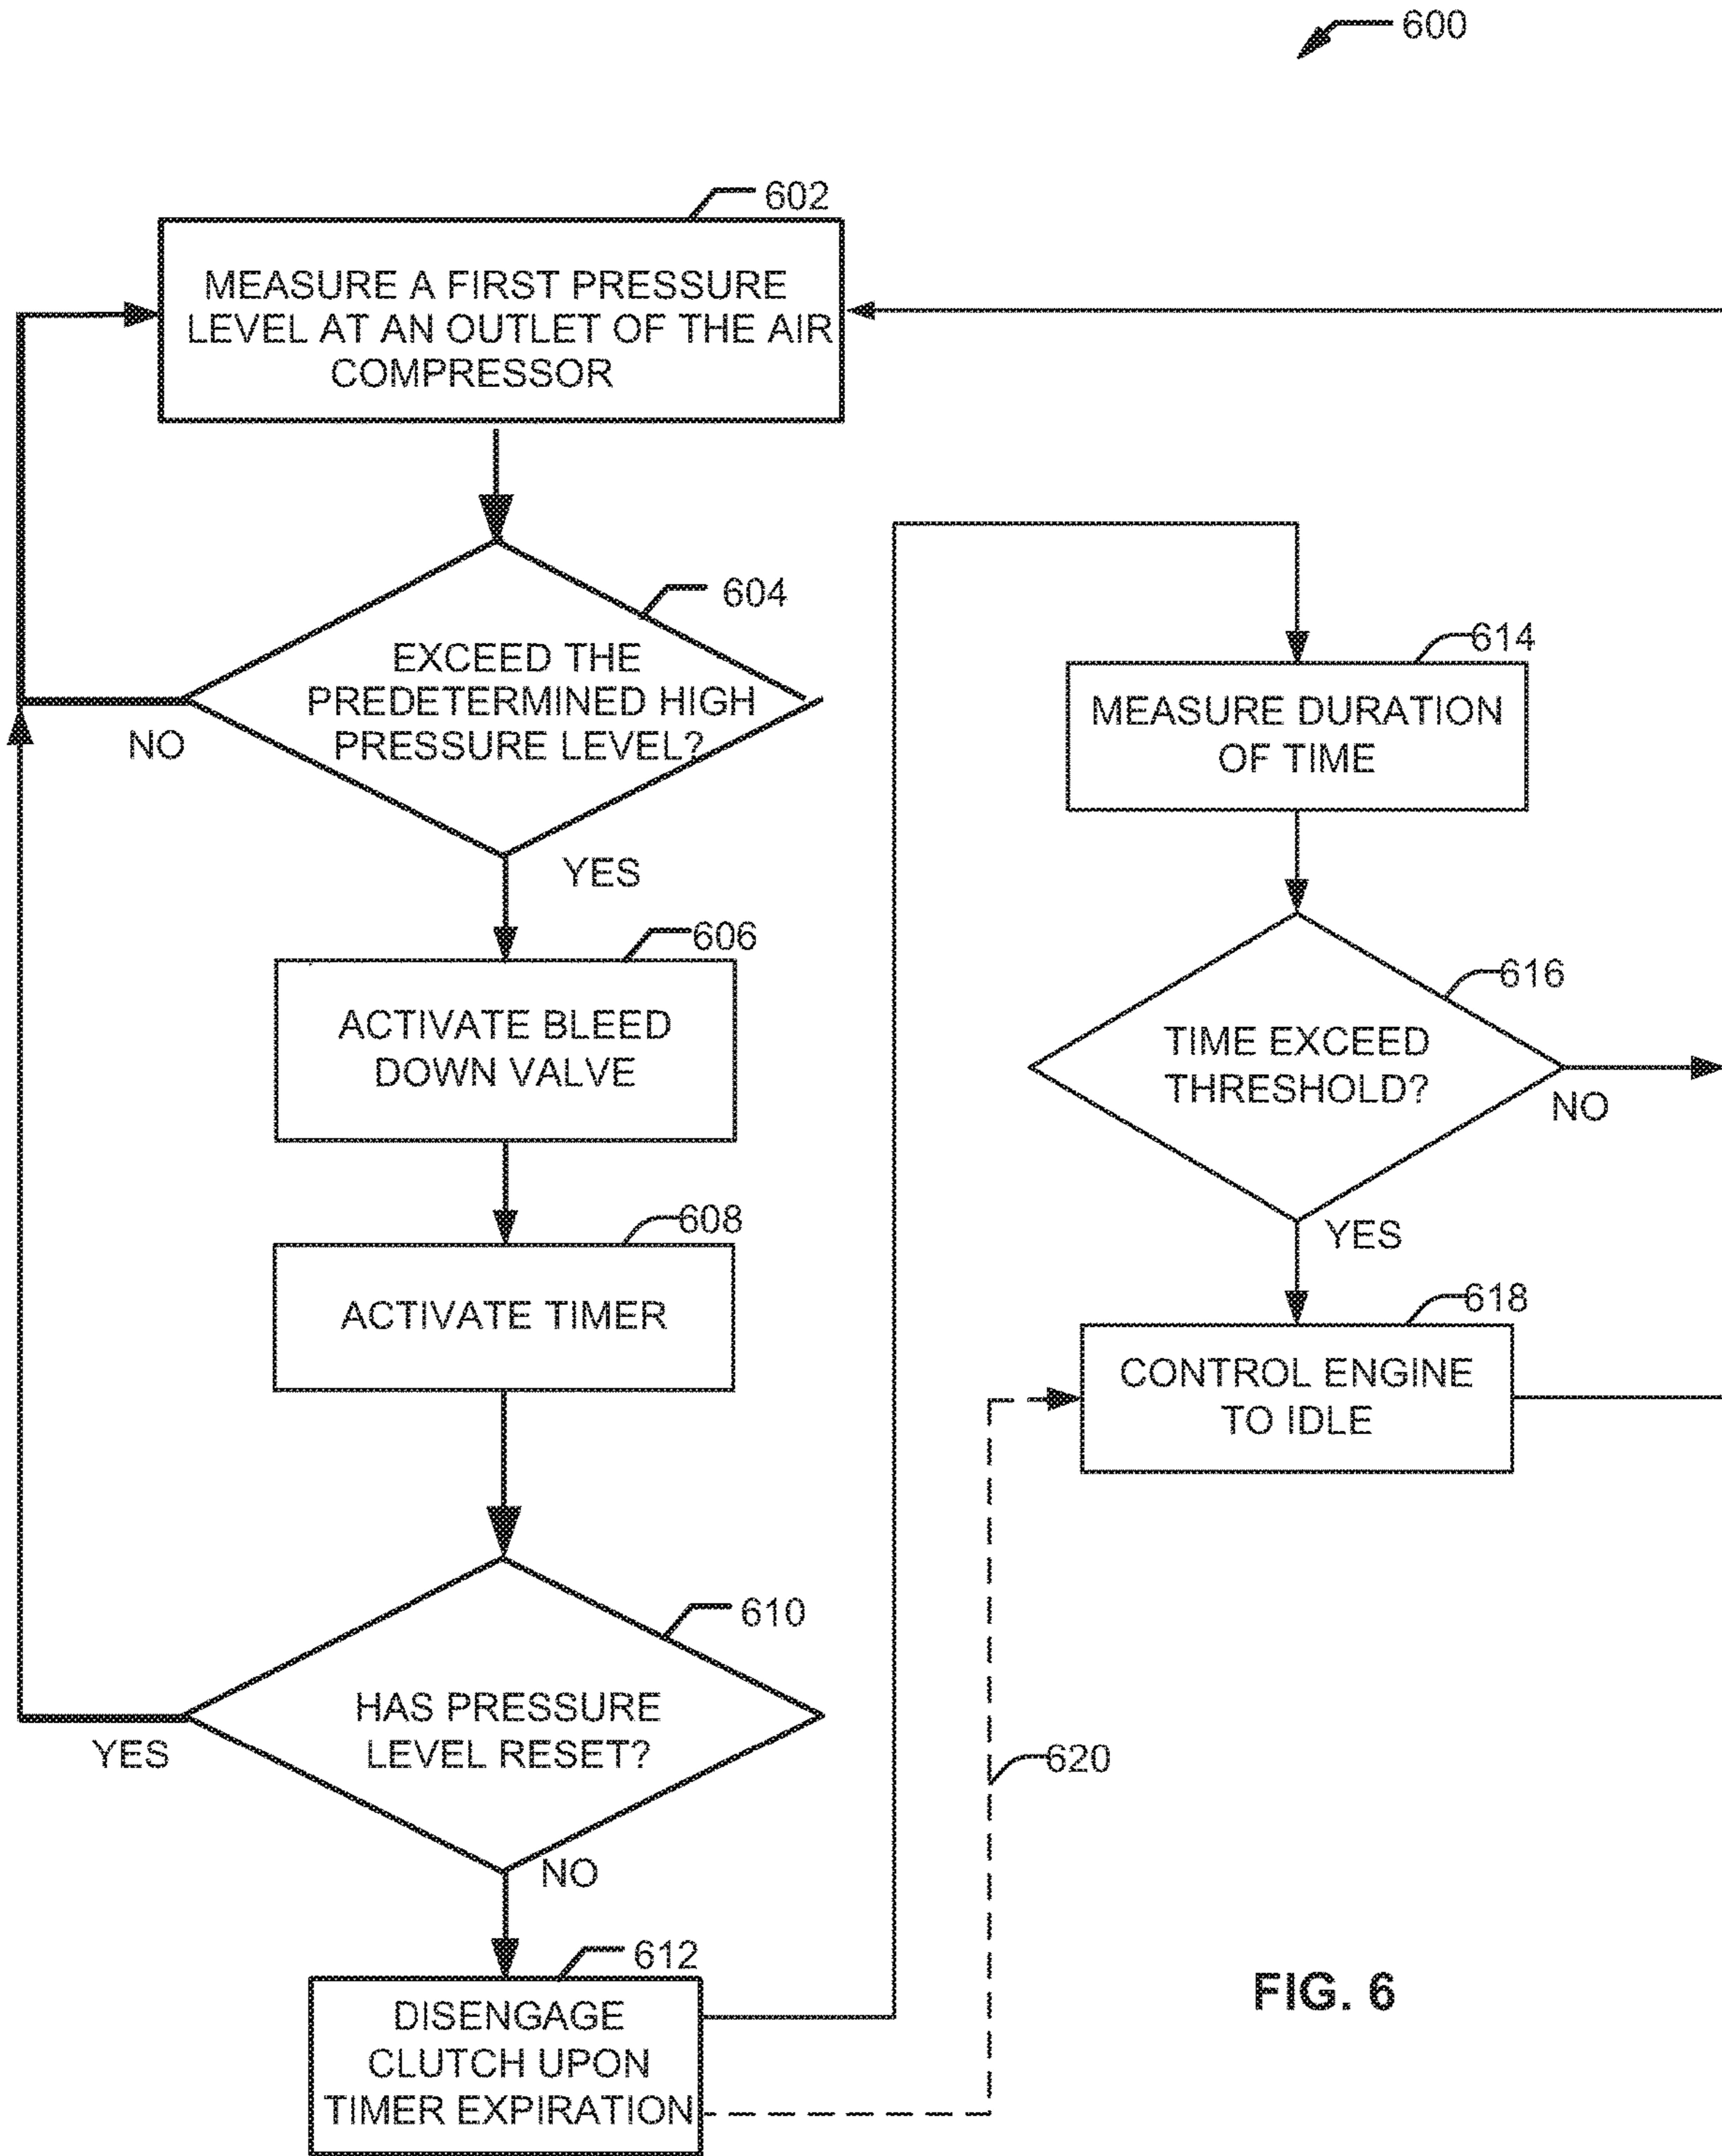 600
602
MEASURE A FIRST PRESSURE
LEVEL AT AN OUTLET OF THE AIR
COMPRESSOR
604
EXCEED THE
PREDETERMINED HIGH
PRESSURE LEVEL?
NO
YES
606
ACTIVATE BLEED
DOWN VALVE
608
ACTIVATE TIMER
610
HAS PRESSURE
LEVEL RESET?
YES
NO
612
DISENGAGE
CLUTCH UPON
TIMER EXPIRATION
614
MEASURE DURATION
OF TIME
616
TIME EXCEED
THRESHOLD?
NO
YES
618
CONTROL ENGINE
TO IDLE
620
FIG. 6